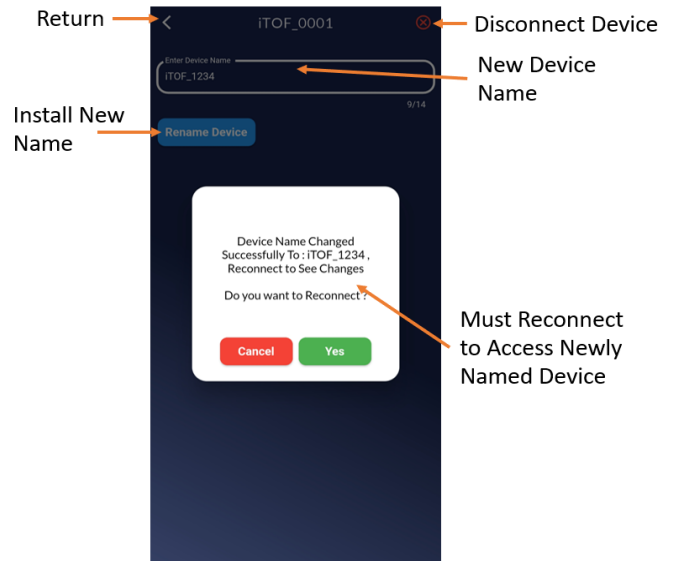 Return
iTOF_0001
Disconnect Device
Enter Device Name
iTOF_1234
New Device
Name
9/14
Install New
Name
Rename Device
Device Name Changed
Successfully To : iTOF_1234 ,
Reconnect to See Changes
Do you want to Reconnect ?
Cancel
Yes
Must Reconnect
to Access Newly
Named Device